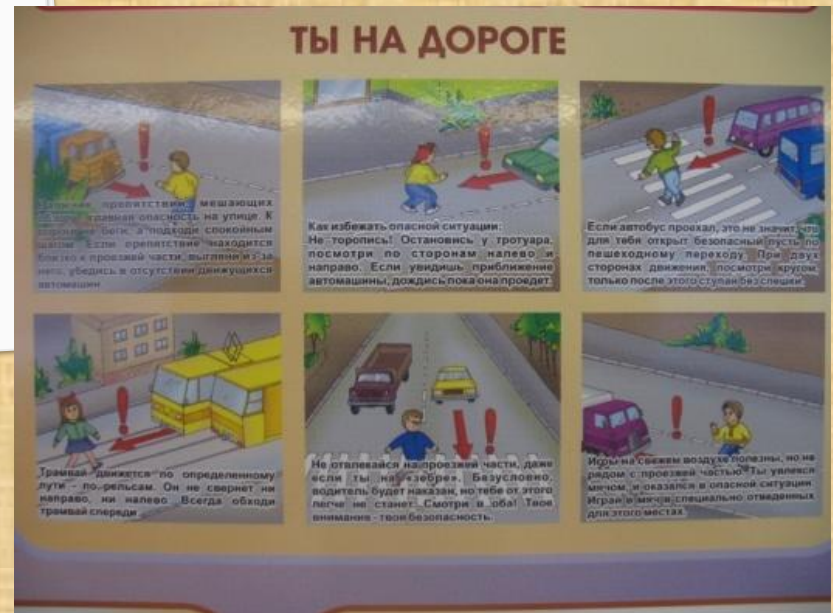 ТЫ НА ДОРОГЕ
препятствий, мешающих
главная опасность на улице. К
беги, а подходи спокойным
шагом. Если препятствие находится
близко к проезжей части, выгляни из-за
него, убедись в отсутствии движущихся
автомашин
Как избежать опасной ситуации:
Не торопись! Остановись у тротуара,
посмотри по сторонам налево и
направо. Если увидишь приближение
автомашины, дождись пока она проедет.
Если автобус проехал, это не значит, что
для тебя открыт безопасный путь по
пешеходному переходу. При двух
сторонах движения, посмотри кругом,
только после этого ступай без спешки.
Трамвай движется по определенному
пути - по рельсам. Он не свернет ни
направо, ни налево. Всегда обходи
трамвай спереди
Не отвлекайся на проезжей части, даже
если ты на «зебре». Безусловно,
водитель будет наказан, но тебе от этого
легче не станет. Смотри в оба! Твое
внимание - твоя безопасность.
Игры на свежем воздухе полезны, но не
рядом с проезжей частью. Ты увлекся
мячом, и оказался в опасной ситуации.
Играй в мяч в специально отведенных
для этого местах